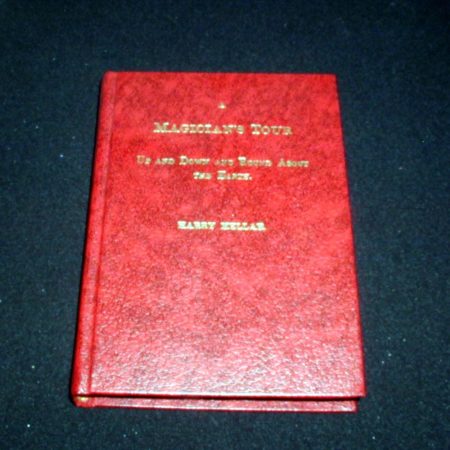 A
MAGICIAN'S TOUR
UP AND DOWN AND ROUND ABOUT
THE EARTH.
HARRY KELLAR